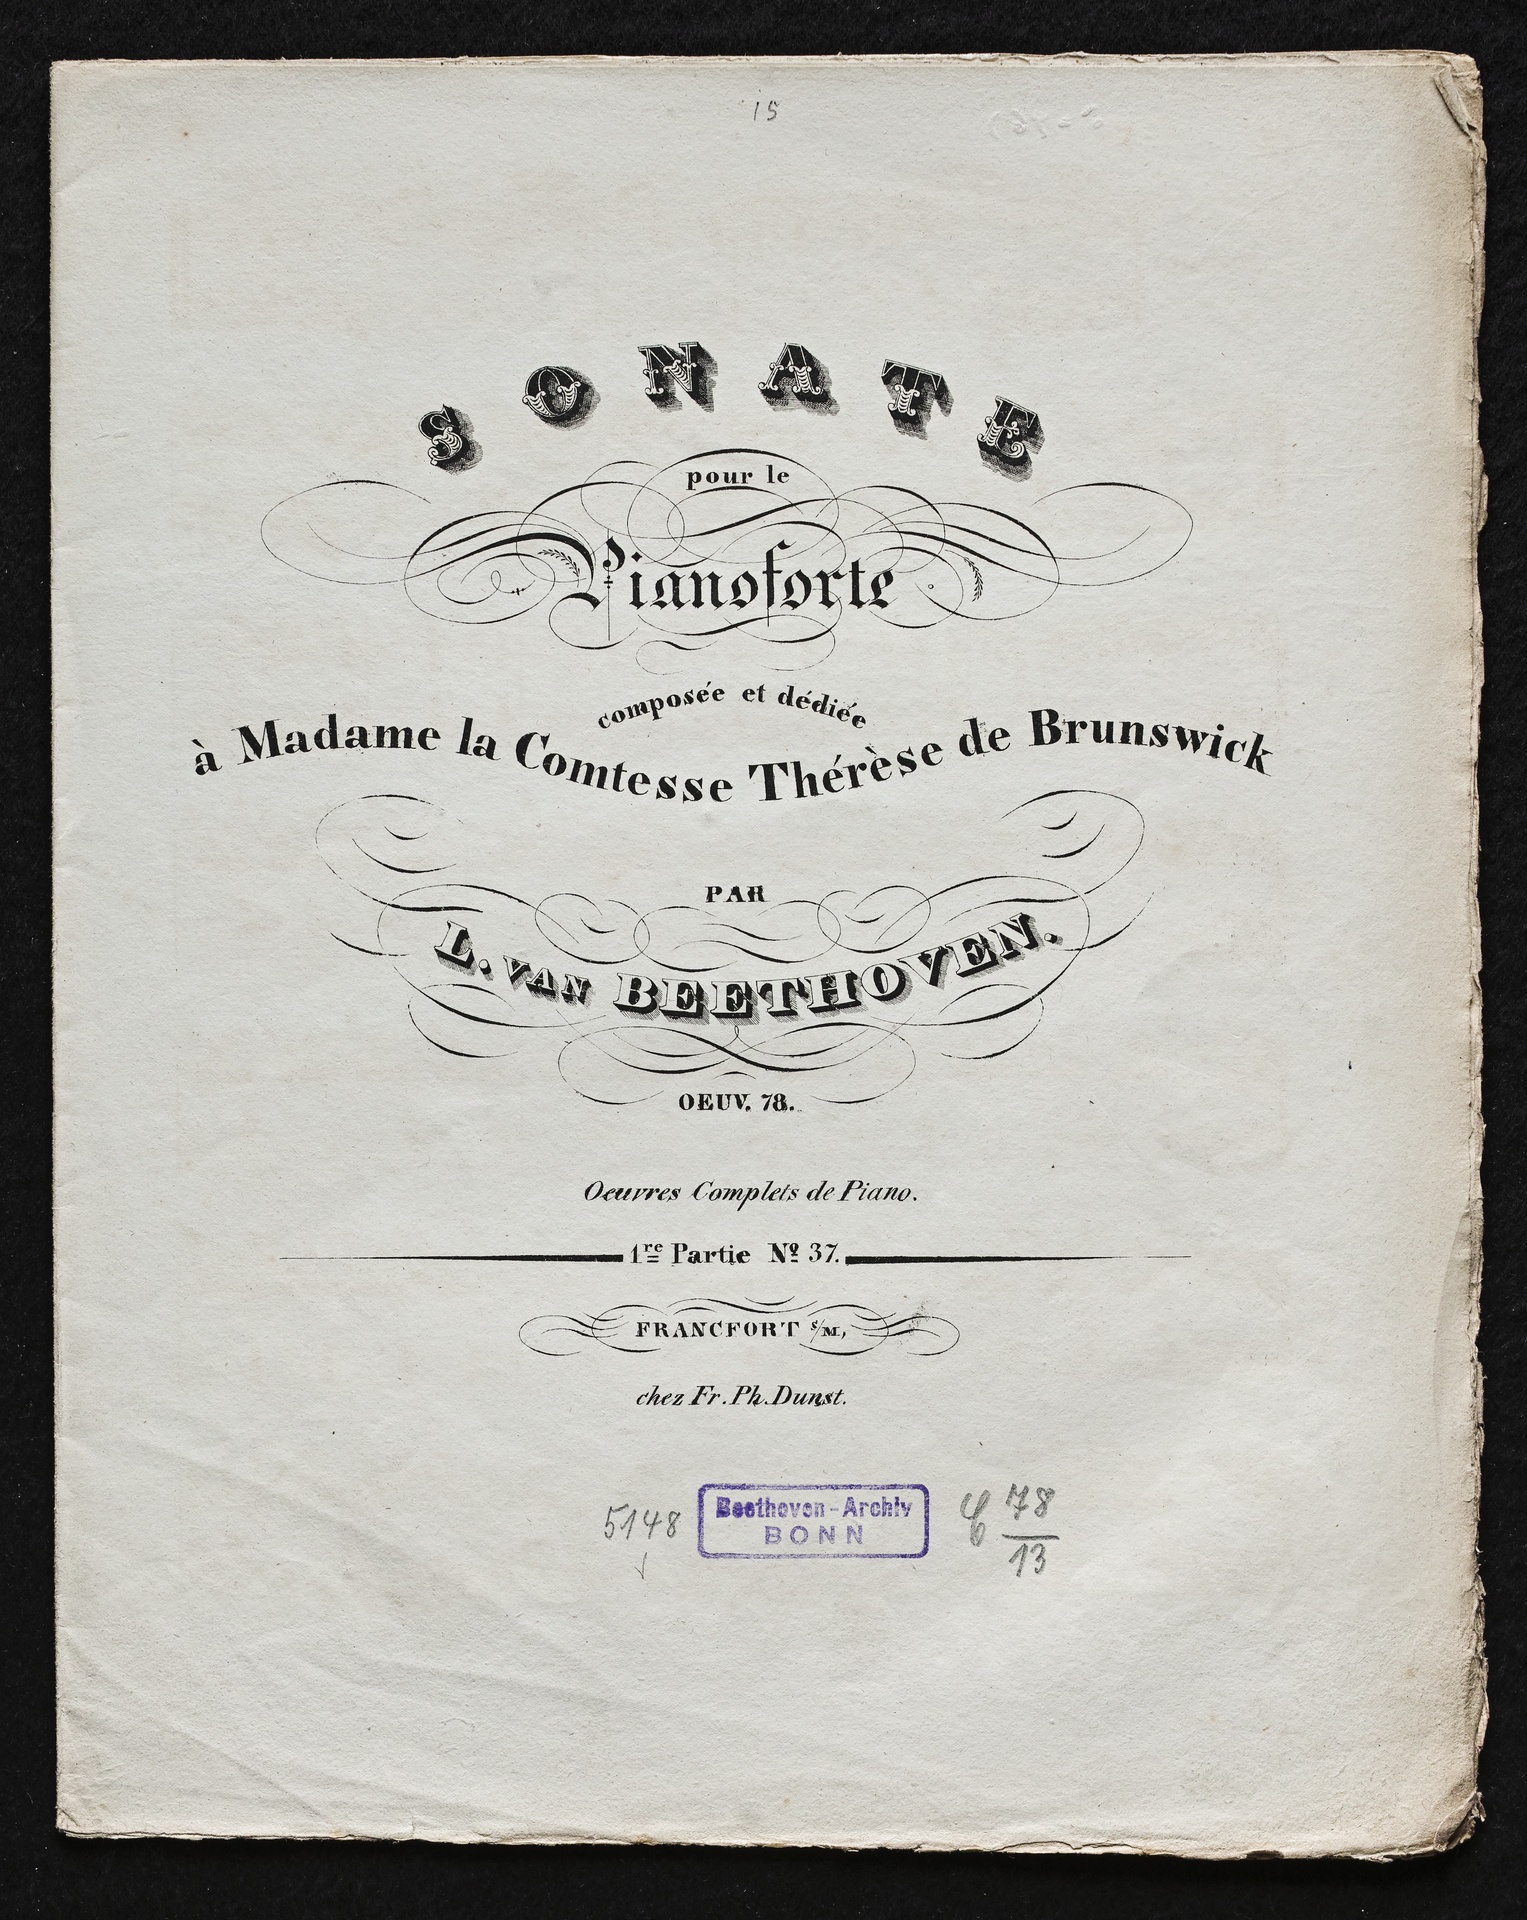 15
SONATE
pour le
Pianoforte
composée et dédiée
à Madame la Comtesse Thérèse de Brunswick
PAR
L. VAN BEETHOVEN.
OEUV. 78.
Oeuvres Complets de Piano.
1re Partie No 37.
FRANCFORT s/M,
chez Fr. Ph. Dunst.
5148
Beethoven-Archiv
BONN
C 78
13